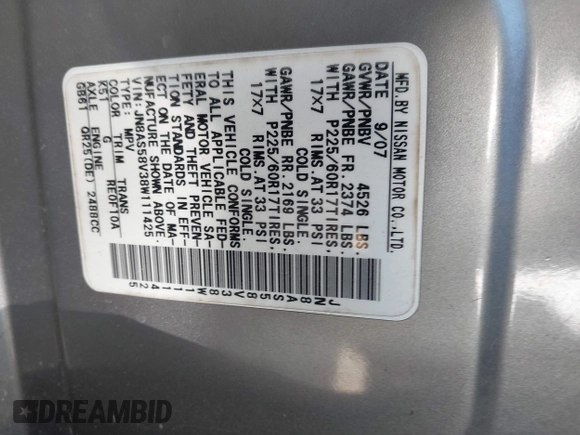 MFD.BY NISSAN MOTOR CO.,LTD.
DATE 9/07
GVWR/PNBV 4526 LBS.
GAWR/PNBE FR.2374 LBS.
WITH P225/60R17TIRES.
17X7 RIMS.AT 33 PSI
COLD SINGLE.
GAWR/PNBE RR.2169 LBS.
WITH P225/60R17TIRES
17X7 RIMS.AT 33 PSI
COLD SINGLE.
THIS VEHICLE CONFORMS
TO ALL APPLICABLE FED-
ERAL MOTOR VEHICLE SA-
FETY AND THEFT PREVEN-
TION STANDARDS IN EFF-
ECT ON THE DATE OF MA-
NUFACTURE SHOWN ABOVE.
VIN:JN8AS58V38W111425
TYPE: MPV
COLOR TRIM TRANS
K51 G RE0F10A
AXLE ENGINE
GB61 QR25(DE) 2488CC
JN8AS58V38W111425
DREAMBID